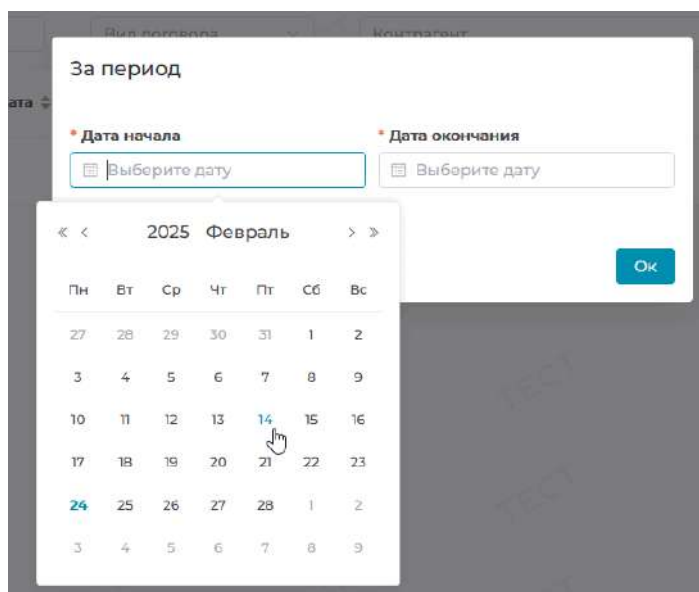 Вид договора
Контрагент
За период
ата
* Дата начала
* Дата окончания
Выберите дату
Выберите дату
« <
2025 Февраль
> »
Ок
Пн Вт Ср Чт Пт Сб Вс
27 28 29 30 31 1 2
3 4 5 6 7 8 9
10 11 12 13 14 15 16
17 18 19 20 21 22 23
24 25 26 27 28 1 2
3 4 5 6 7 8 9
ТЕСТ
ТЕСТ